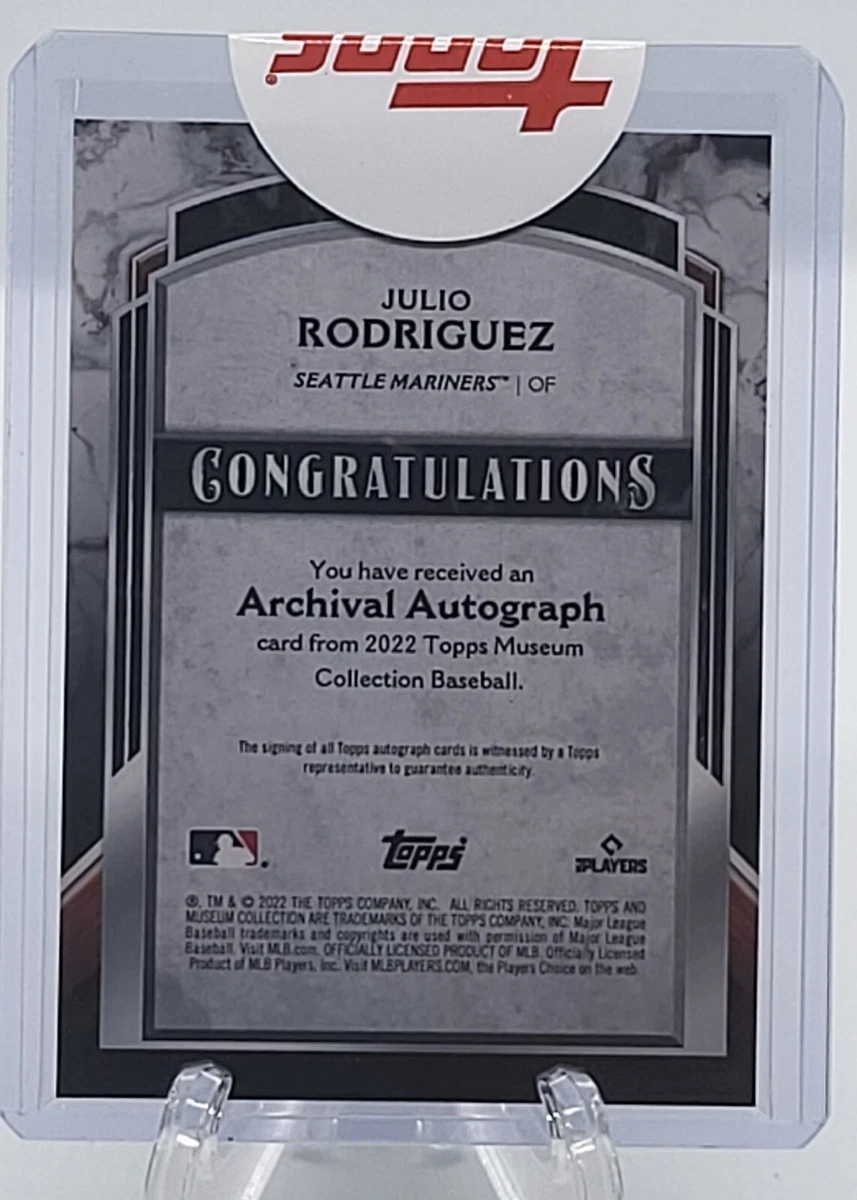 Topps®
JULIO
RODRIGUEZ
SEATTLE MARINERS™ | OF
CONGRATULATIONS
You have received an
Archival Autograph
card from 2022 Topps Museum
Collection Baseball.
The signing of all Topps autograph cards is witnessed by a Topps
representative to guarantee authenticity.
Topps
PLAYERS
®, TM & © 2022 THE TOPPS COMPANY, INC. ALL RIGHTS RESERVED. TOPPS AND
MUSEUM COLLECTION ARE TRADEMARKS OF THE TOPPS COMPANY, INC. Major League
Baseball trademarks and copyrights are used with permission of Major League
Baseball. Visit MLB.com. OFFICIALLY LICENSED PRODUCT OF MLB. Officially Licensed
Product of MLB Players, Inc. Visit MLBPLAYERS.COM, the Players Choice on the web.